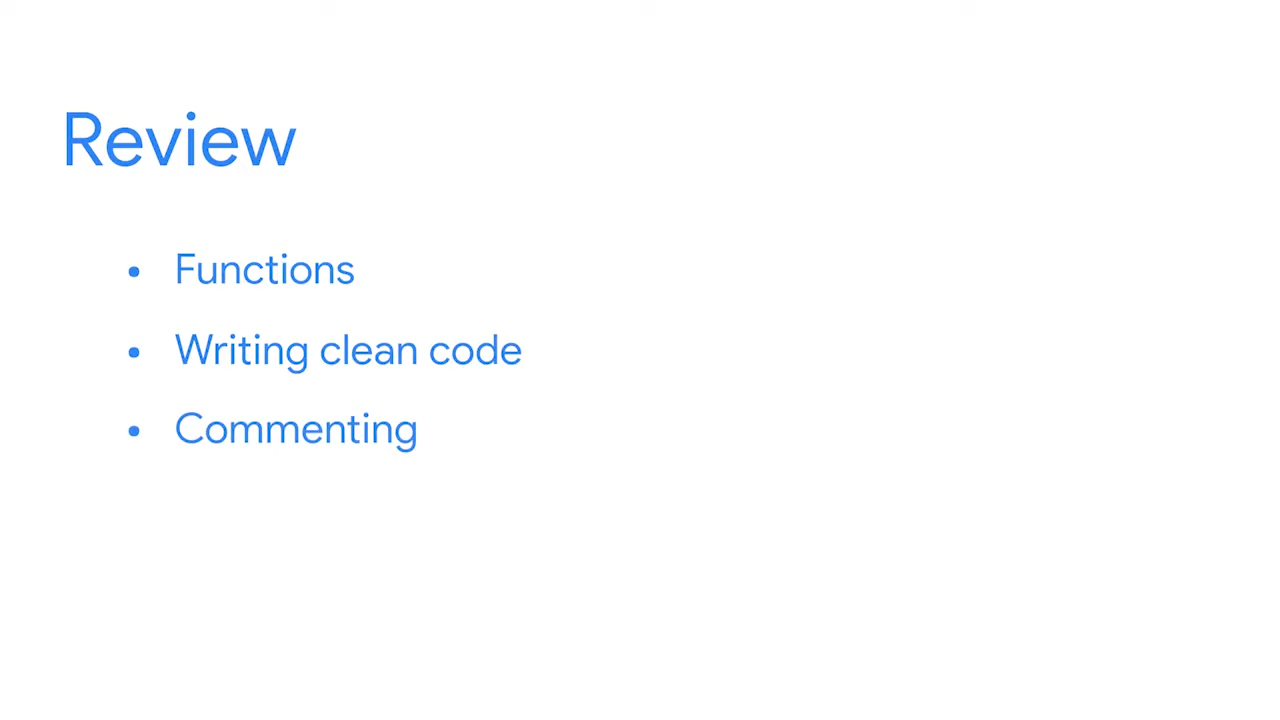 Review
• Functions
• Writing clean code
• Commenting